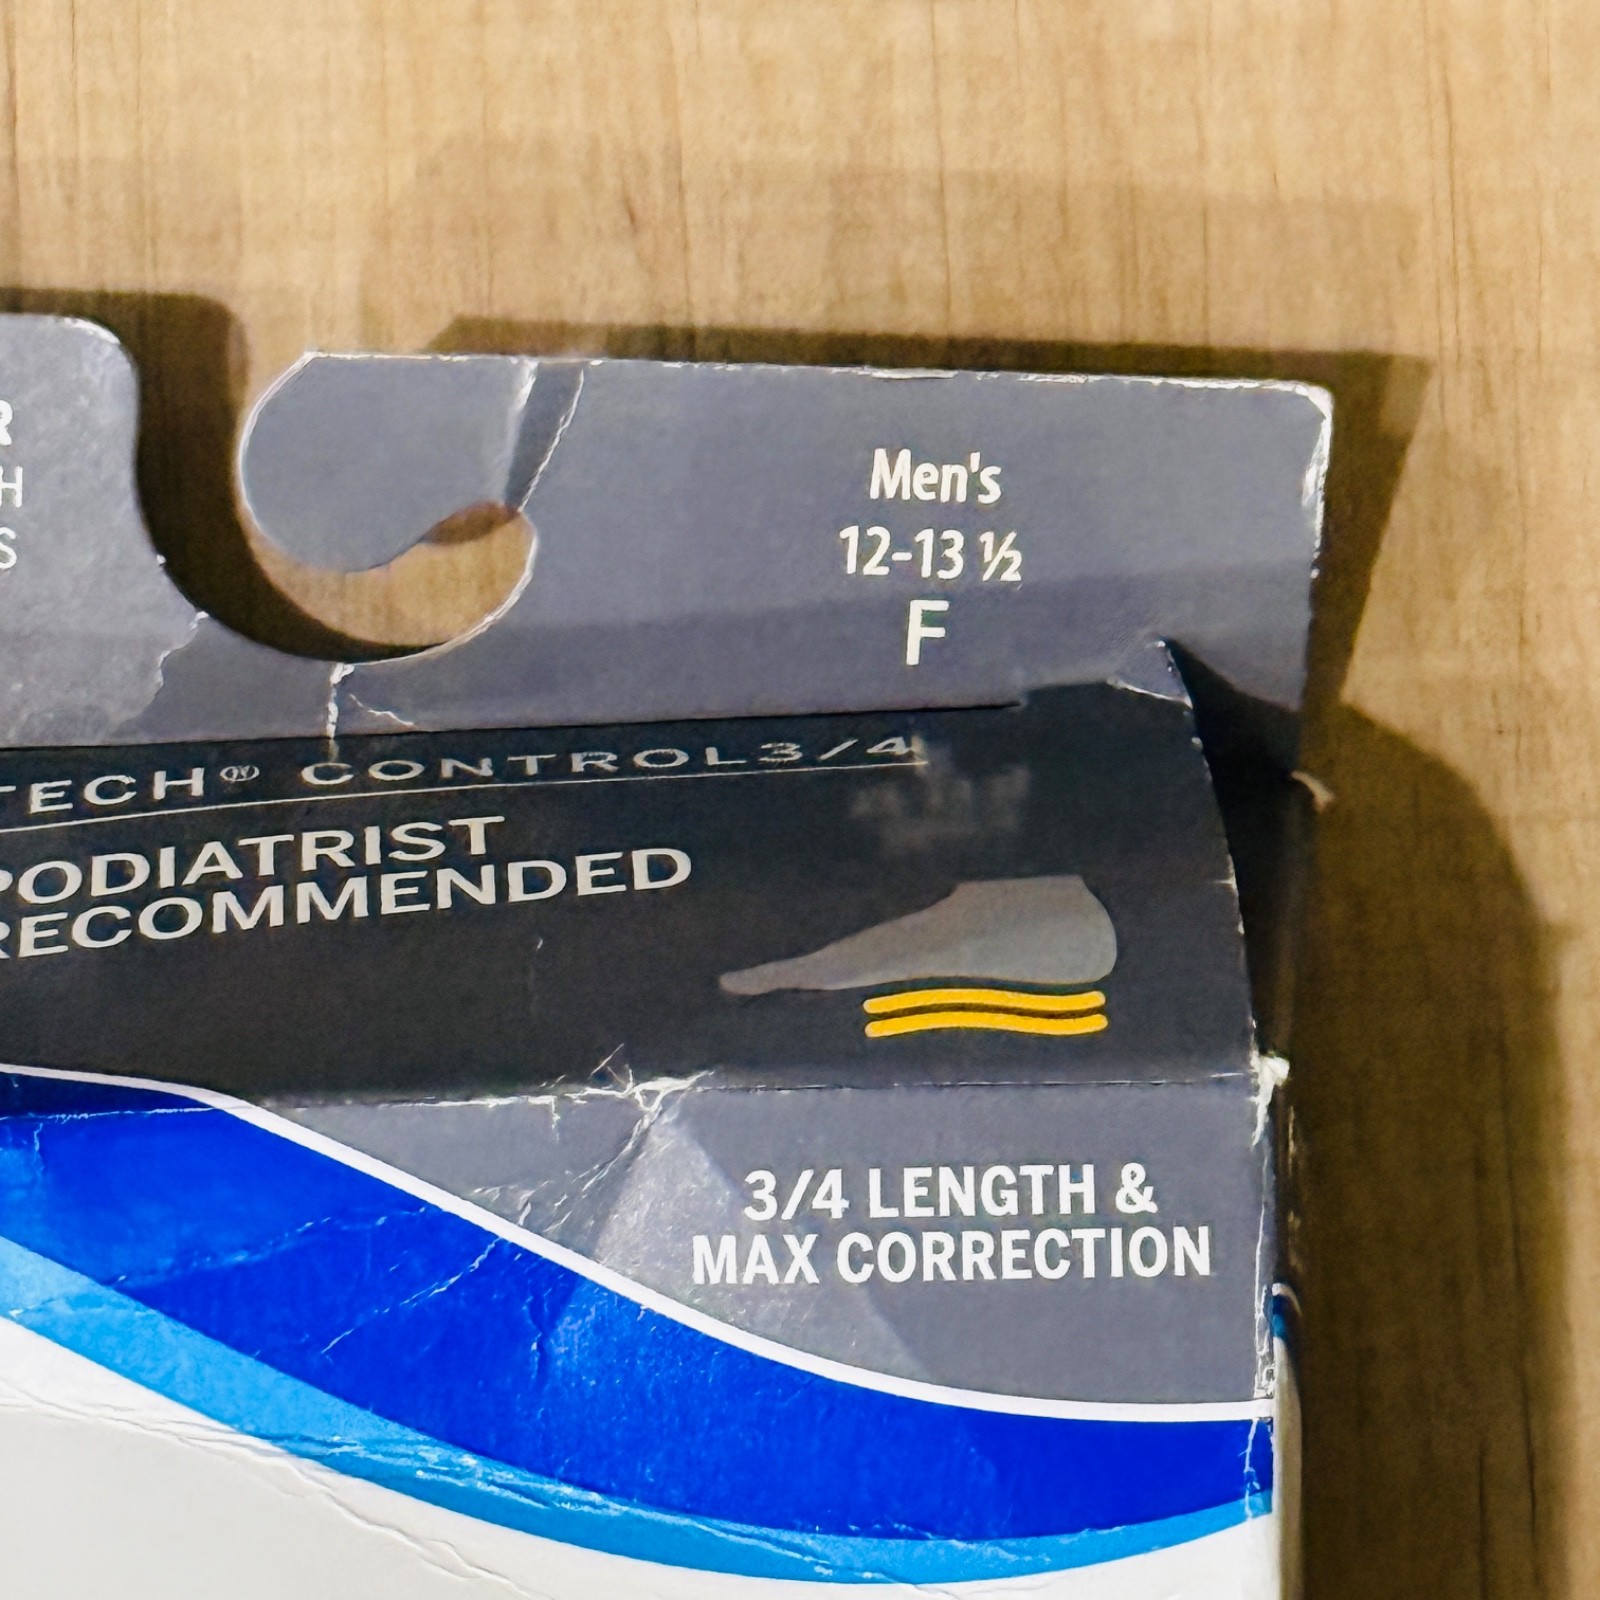 R
H
S
Men's
12-13 ½
F
TECH® CONTROL3/4
PODIATRIST
RECOMMENDED
3/4 LENGTH &
MAX CORRECTION